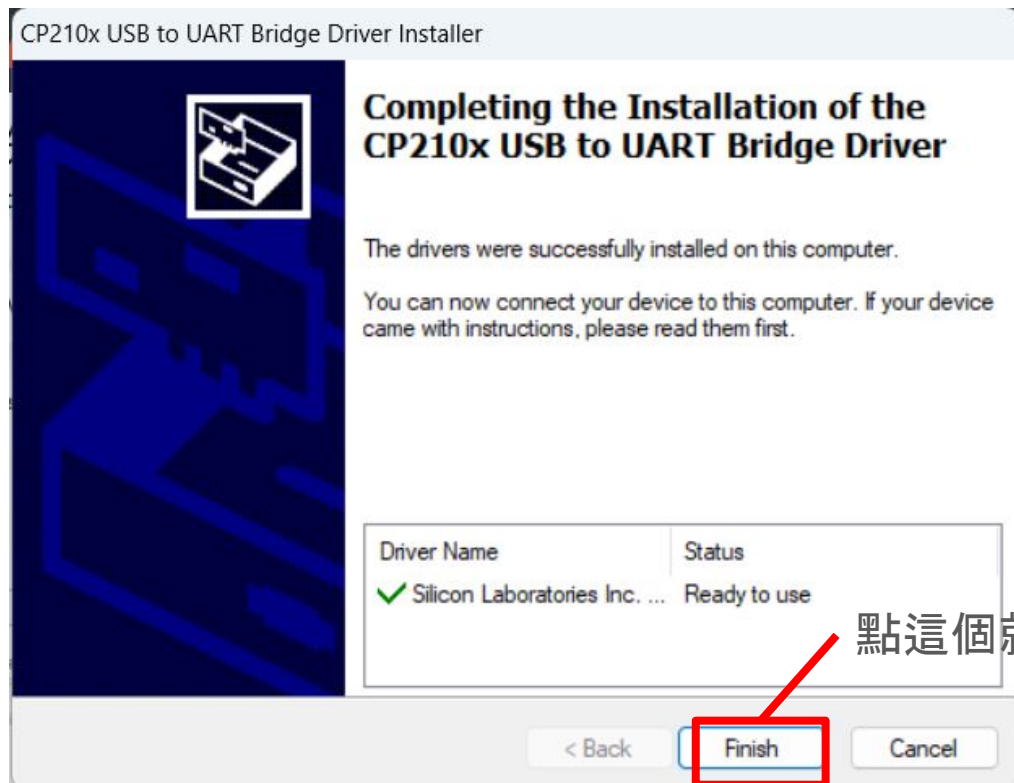 CP210x USB to UART Bridge Driver Installer
Completing the Installation of the
CP210x USB to UART Bridge Driver
The drivers were successfully installed on this computer.
You can now connect your device to this computer. If your device
came with instructions, please read them first.
Driver Name Status
Silicon Laboratories Inc. ... Ready to use
點這個
< Back Finish Cancel